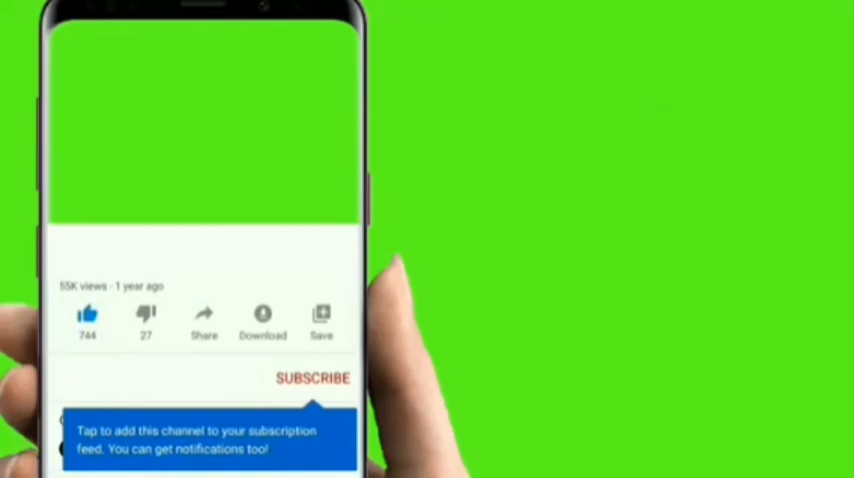 55K views · 1 year ago
744
27
Share
Download
Save
SUBSCRIBE
Tap to add this channel to your subscription
feed. You can get notifications too!